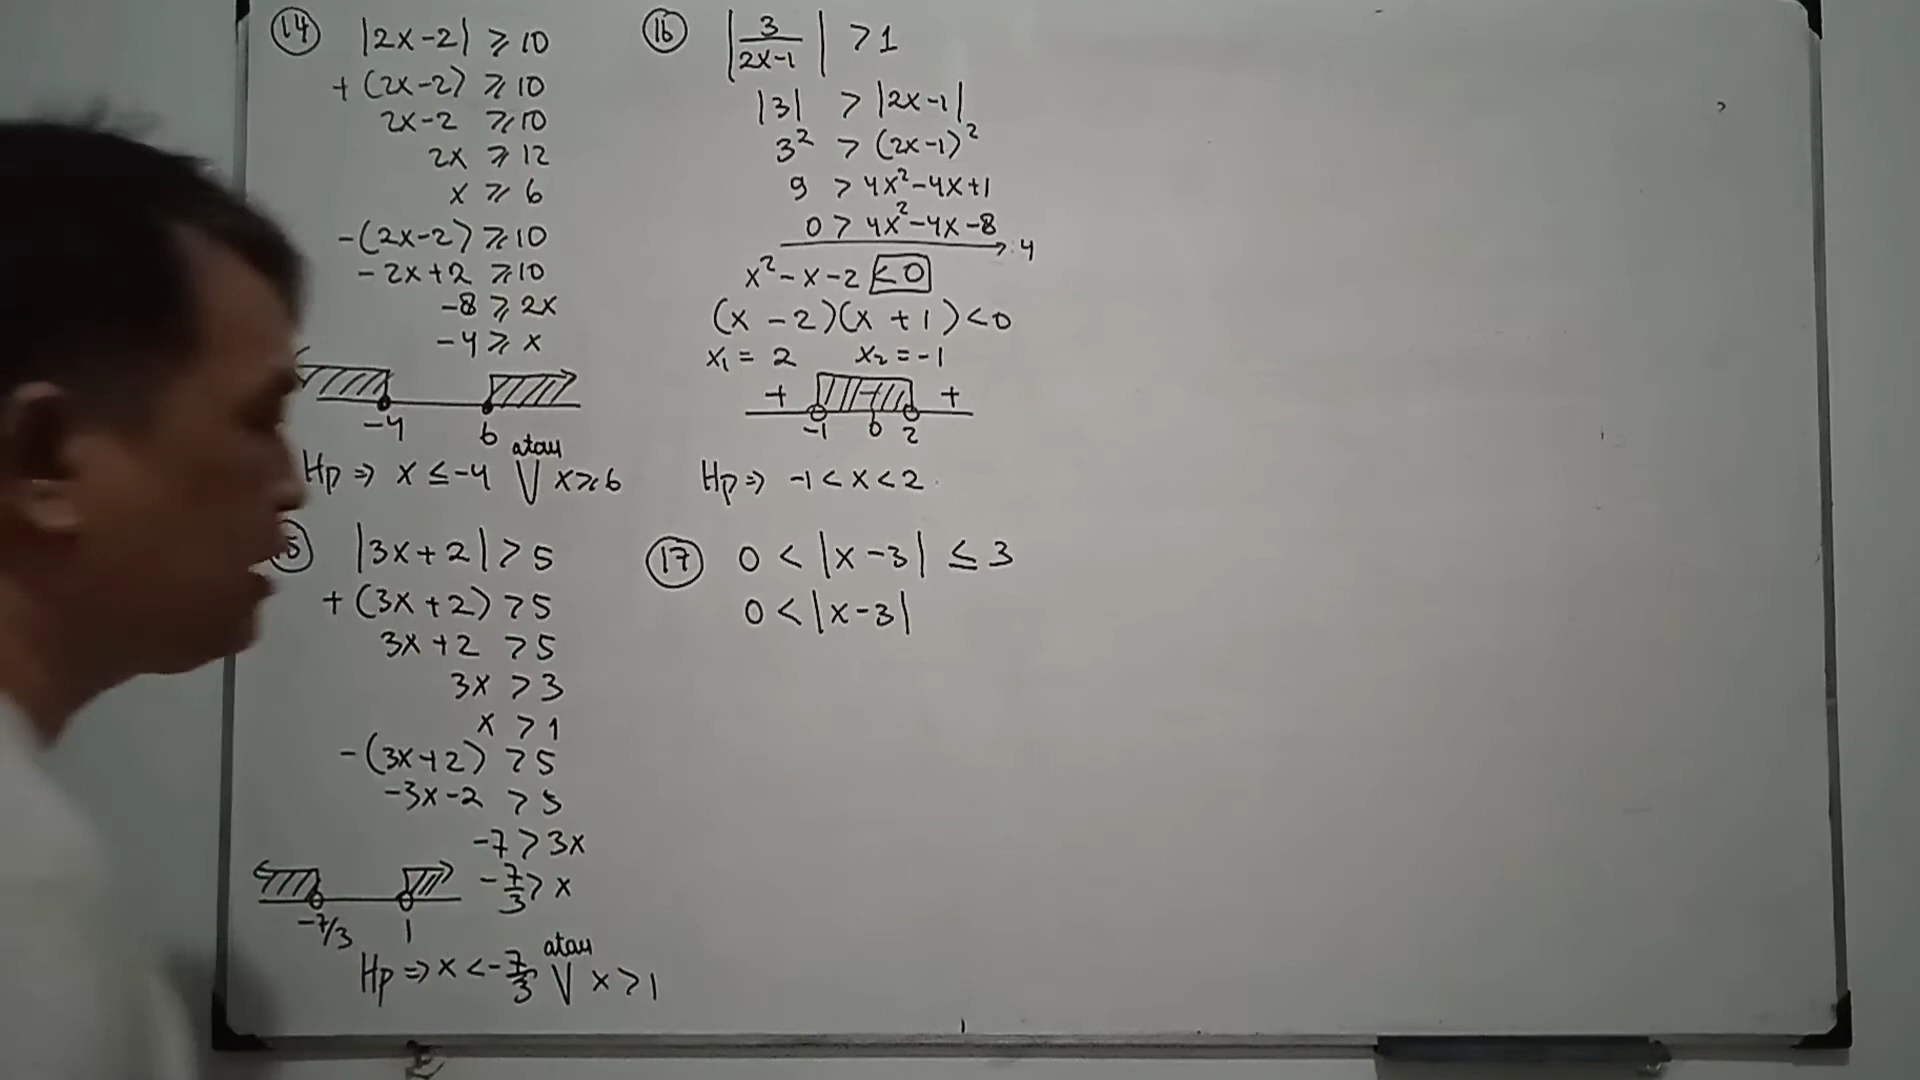 14 |2x-2| ≥ 10
+(2x-2) ≥ 10
2x-2 ≥ 10
2x ≥ 12
x ≥ 6
-(2x-2) ≥ 10
-2x+2 ≥ 10
-8 ≥ 2x
-4 ≥ x
-4 6
Hp ⇒ x ≤ -4 atau V x ≥ 6
|3x+2| > 5
+(3x+2) > 5
3x+2 > 5
3x > 3
x > 1
-(3x+2) > 5
-3x-2 > 5
-7 > 3x
-7/3 > x
-7/3 1
Hp ⇒ x < -7/3 atau V x > 1
16 |3/(2x-1)| > 1
|3| > |2x-1|
3² > (2x-1)²
9 > 4x²-4x+1
0 > 4x²-4x-8
:4
x²-x-2 < 0
(x-2)(x+1) < 0
x₁ = 2 x₂ = -1
+ - +
-1 0 2
Hp ⇒ -1 < x < 2
17 0 < |x-3| ≤ 3
0 < |x-3|